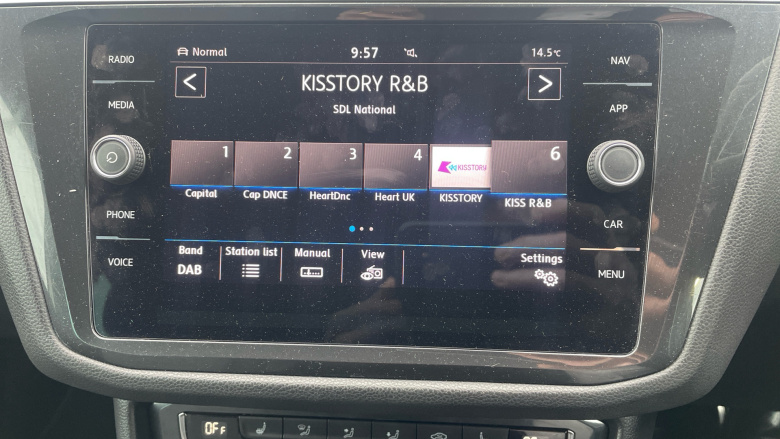 RADIO
MEDIA
PHONE
VOICE
Normal 9:57 14.5°C
< KISSTORY R&B >
SDL National
1 2 3 4 KISSTORY 6
Capital Cap DNCE HeartDnc Heart UK KISSTORY KISS R&B
Band Station list Manual View Settings
DAB
NAV
APP
CAR
MENU
OFF